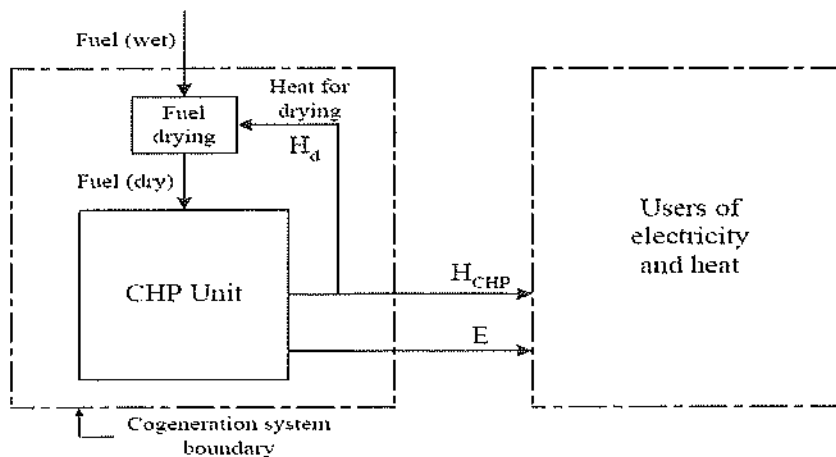 Fuel (wet)
Heat for
drying
Fuel
drying
H_d
Fuel (dry)
Users of
electricity
and heat
CHP Unit
H_CHP
E
Cogeneration system
boundary